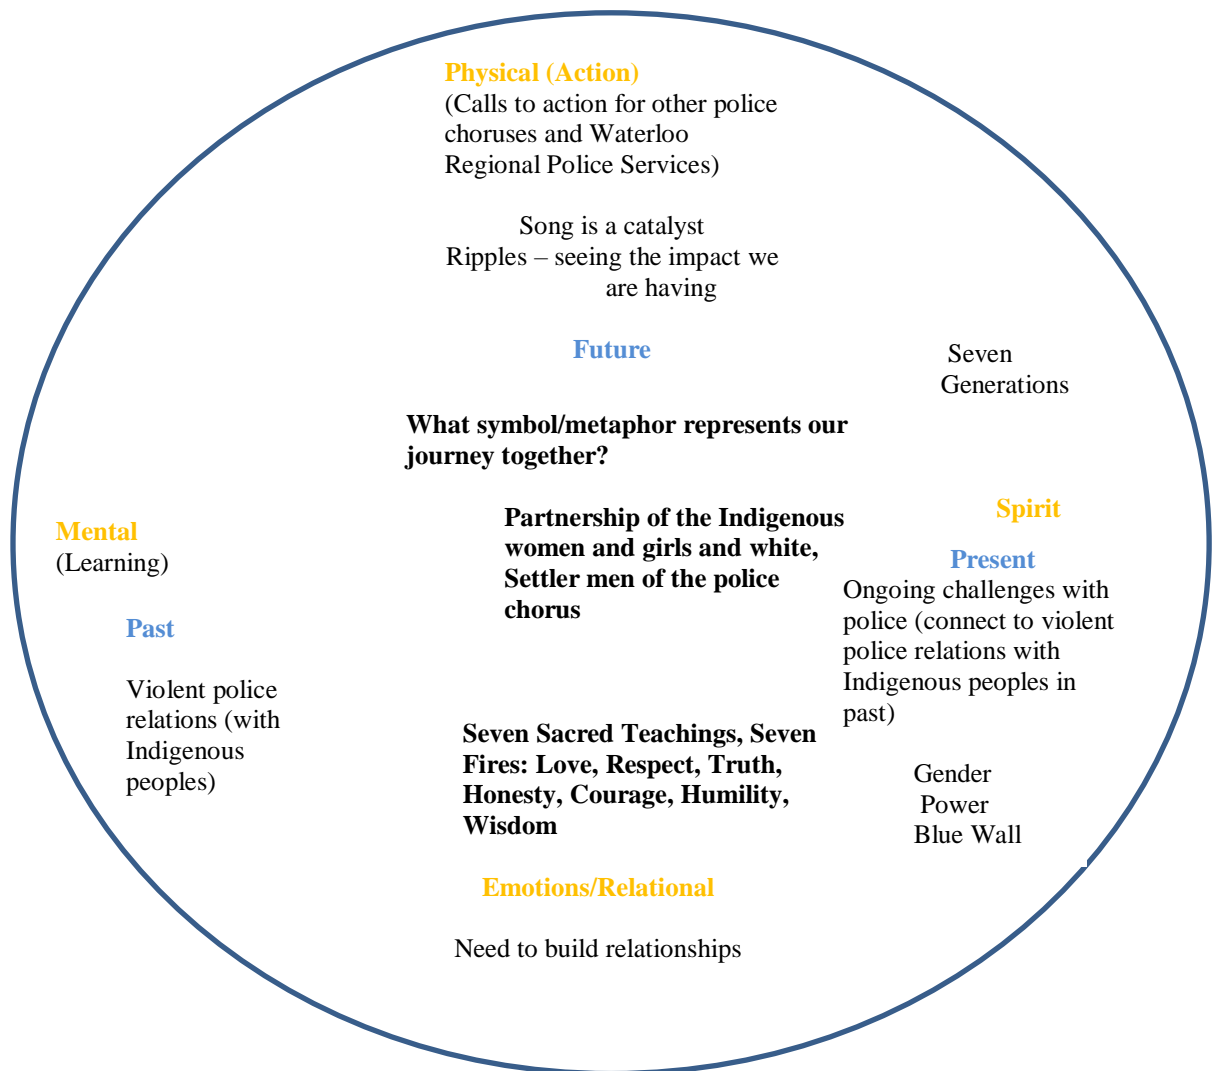 Physical (Action)
(Calls to action for other police
choruses and Waterloo
Regional Police Services)
Song is a catalyst
Ripples – seeing the impact we
are having
Future
Seven
Generations
What symbol/metaphor represents our
journey together?
Mental
(Learning)
Past
Violent police
relations (with
Indigenous
peoples)
Partnership of the Indigenous
women and girls and white,
Settler men of the police
chorus
Spirit
Present
Ongoing challenges with
police (connect to violent
police relations with
Indigenous peoples in
past)
Gender
Power
Blue Wall
Seven Sacred Teachings, Seven
Fires: Love, Respect, Truth,
Honesty, Courage, Humility,
Wisdom
Emotions/Relational
Need to build relationships